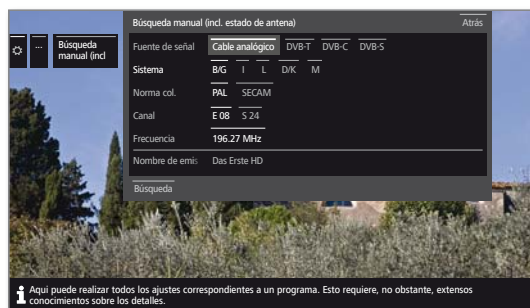 Búsqueda manual (incl. estado de antena) Atrás
... Búsqueda manual (incl
Fuente de señal Cable analógico DVB-T DVB-C DVB-S
Sistema B/G I L D/K M
Norma col. PAL SECAM
Canal E 08 S 24
Frecuencia 196.27 MHz
Nombre de emis Das Erste HD
Búsqueda
Aqui puede realizar todos los ajustes correspondientes a un programa. Esto requiere, no obstante, extensos
conocimientos sobre los detalles.